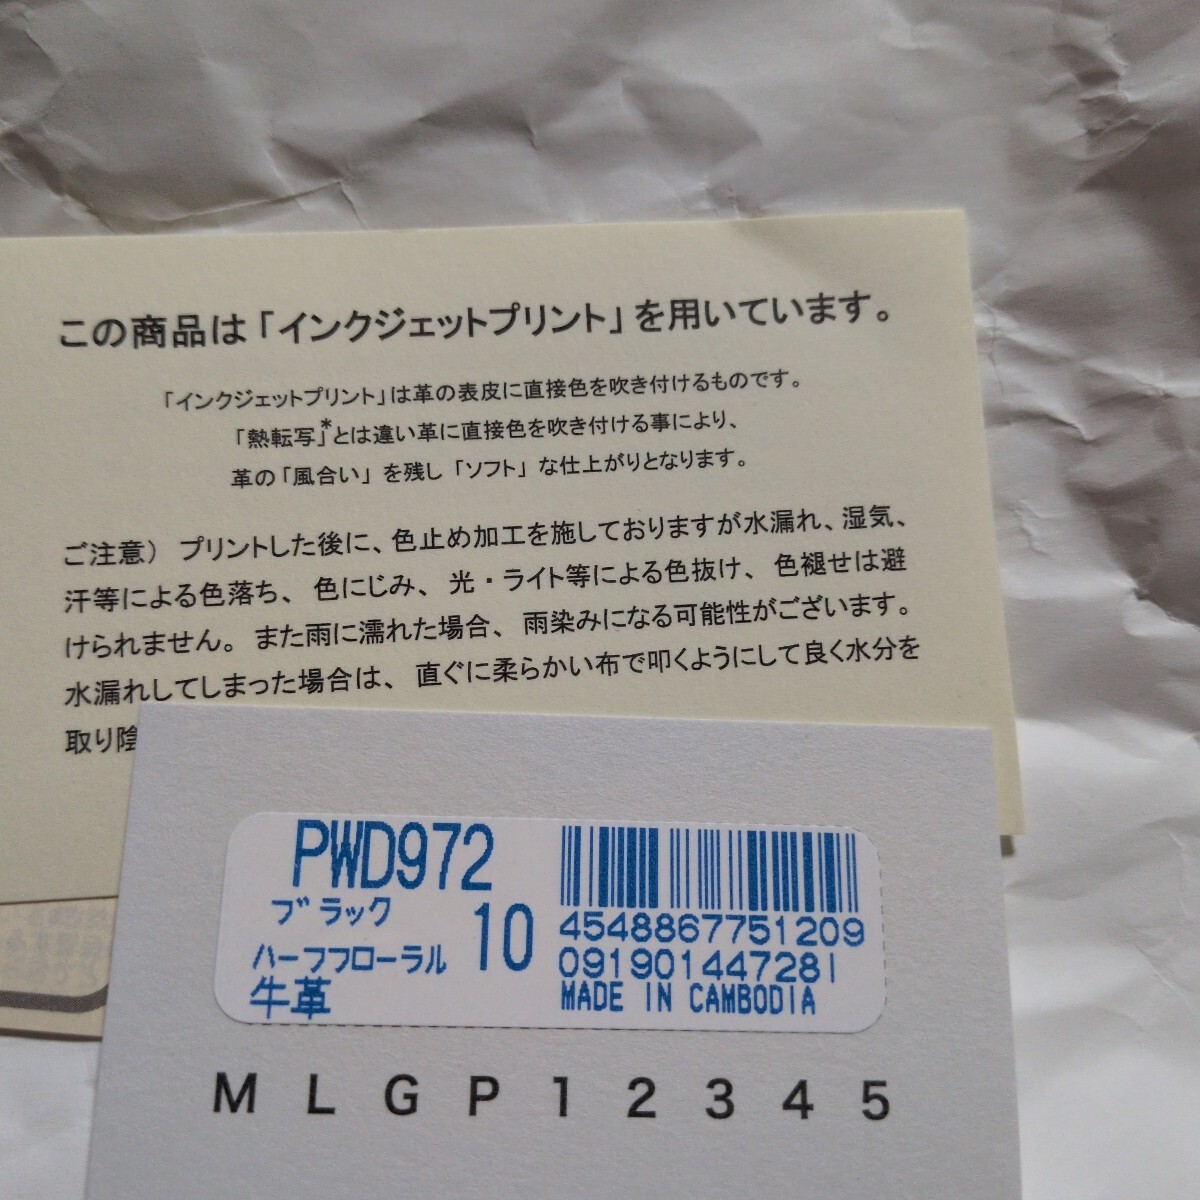 この商品は「インクジェットプリント」を用いています。
「インクジェットプリント」は革の表皮に直接色を吹き付けるものです。
「熱転写」*とは違い革に直接色を吹き付ける事により、
革の「風合い」を残し「ソフト」な仕上がりとなります。
ご注意） プリントした後に、色止め加工を施しておりますが水漏れ、湿気、
汗等による色落ち、色にじみ、光・ライト等による色抜け、色褪せは避
けられません。また雨に濡れた場合、雨染みになる可能性がございます。
水漏れしてしまった場合は、直ぐに柔らかい布で叩くようにして良く水分を
取り陰
PWD972
ブラック 10
ハーフフローラル
牛革
4548867751209
091901447281
MADE IN CAMBODIA
M L G P 1 2 3 4 5